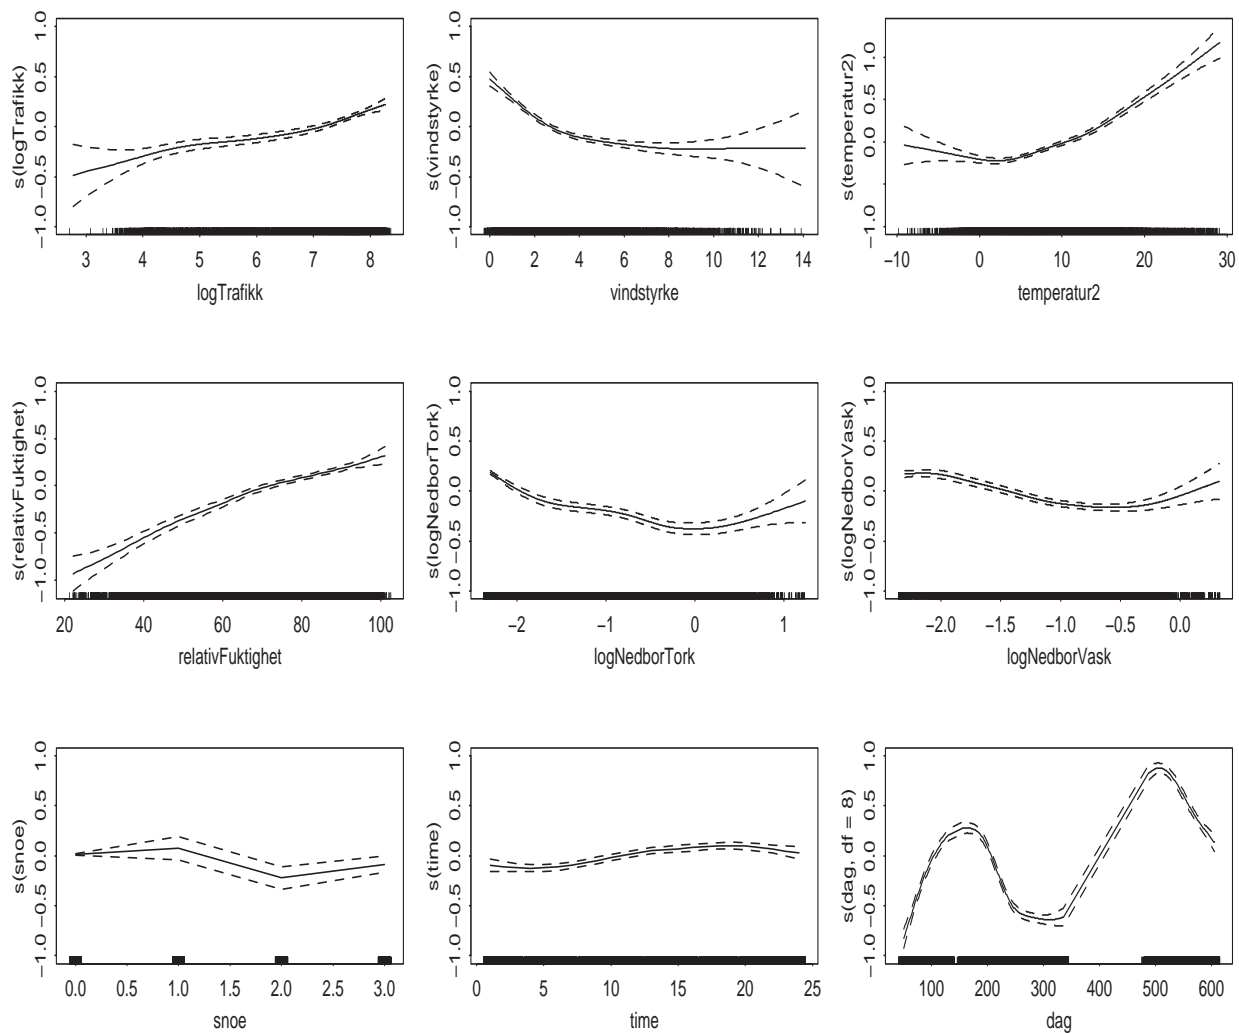 s(logTrafikk)
−1.0 −0.5 0.0 0.5 1.0
3 4 5 6 7 8
logTrafikk
s(vindstyrke)
−1.0 −0.5 0.0 0.5 1.0
0 2 4 6 8 10 12 14
vindstyrke
s(temperatur2)
−1.0 0.0 0.5 1.0
−10 0 5 10 15 20 30
temperatur2
s(relativFuktighet)
−1.0 −0.5 0.0 0.5 1.0
20 40 60 80 100
relativFuktighet
s(logNedborTork)
−1.0 −0.5 0.0 0.5 1.0
−2 −1 0 1
logNedborTork
s(logNedborVask)
−1.0 −0.5 0.0 0.5 1.0
−2.0 −1.5 −1.0 −0.5 0.0
logNedborVask
s(snoe)
−1.0 −0.5 0.0 0.5 1.0
0.0 0.5 1.0 1.5 2.0 2.5 3.0
snoe
s(time)
−1.0 −0.5 0.0 0.5 1.0
0 5 10 15 20 25
time
s(dag, df = 8)
−1.0 −0.5 0.0 0.5 1.0
100 200 300 400 500 600
dag